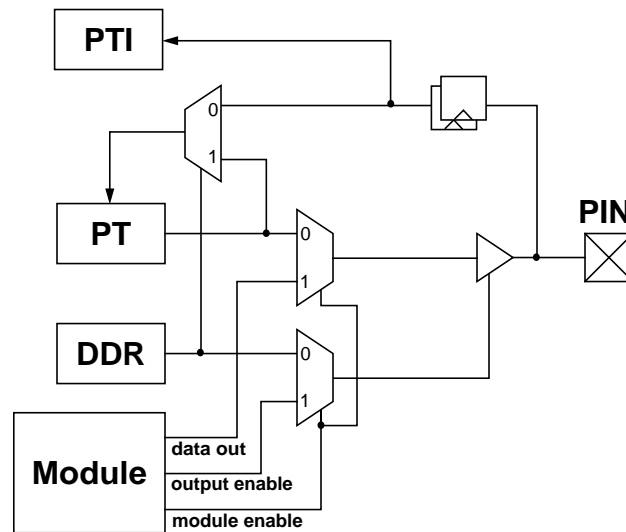 PTI
0
1
PIN
PT
0
1
DDR
0
1
Module
data out
output enable
module enable